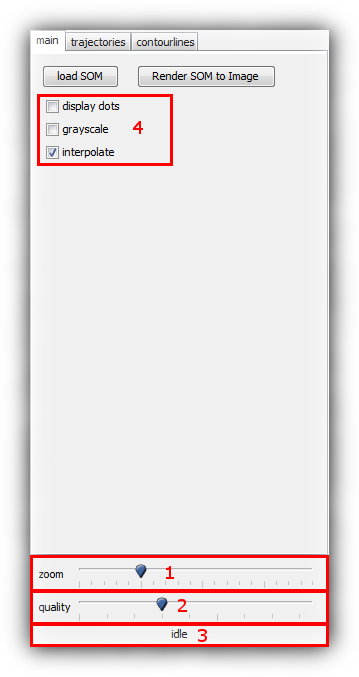 main trajectories contourlines
load SOM Render SOM to Image
display dots
grayscale 4
interpolate
zoom 1
quality 2
idle 3